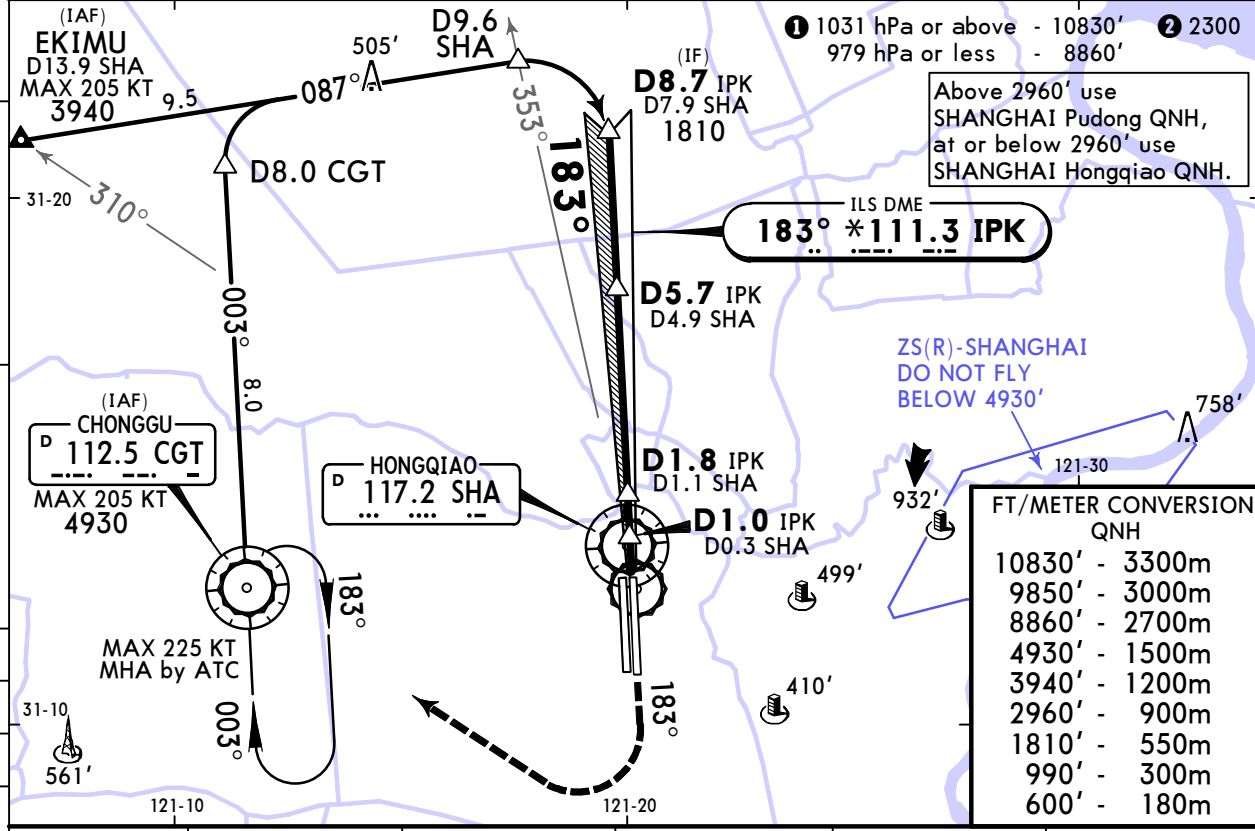 (IAF)
EKIMU
D13.9 SHA
MAX 205 KT
3940
9.5
087°
505'
D9.6
SHA
353°
(IF)
D8.7 IPK
D7.9 SHA
1810
1 1031 hPa or above - 10830'
979 hPa or less - 8860'
2 2300
Above 2960' use
SHANGHAI Pudong QNH,
at or below 2960' use
SHANGHAI Hongqiao QNH.
D8.0 CGT
31-20
310°
183°
ILS DME
183° *111.3 IPK
D5.7 IPK
D4.9 SHA
003°
8.0
ZS(R)-SHANGHAI
DO NOT FLY
BELOW 4930'
758'
121-30
(IAF)
CHONGGU
D 112.5 CGT
MAX 205 KT
4930
HONGQIAO
D 117.2 SHA
D1.8 IPK
D1.1 SHA
D1.0 IPK
D0.3 SHA
932'
499'
410'
183°
MAX 225 KT
MHA by ATC
003°
183°
31-10
561'
121-10
121-20
FT/METER CONVERSION
QNH
10830' - 3300m
9850' - 3000m
8860' - 2700m
4930' - 1500m
3940' - 1200m
2960' - 900m
1810' - 550m
990' - 300m
600' - 180m